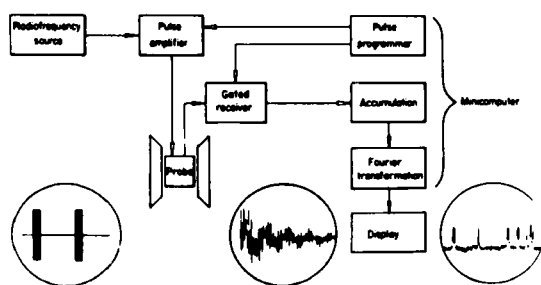 Radiofrequency
source
Pulse
amplifier
Pulse
programmer
Gated
receiver
Accumulation
Minicomputer
Probe
Fourier
transformation
Display